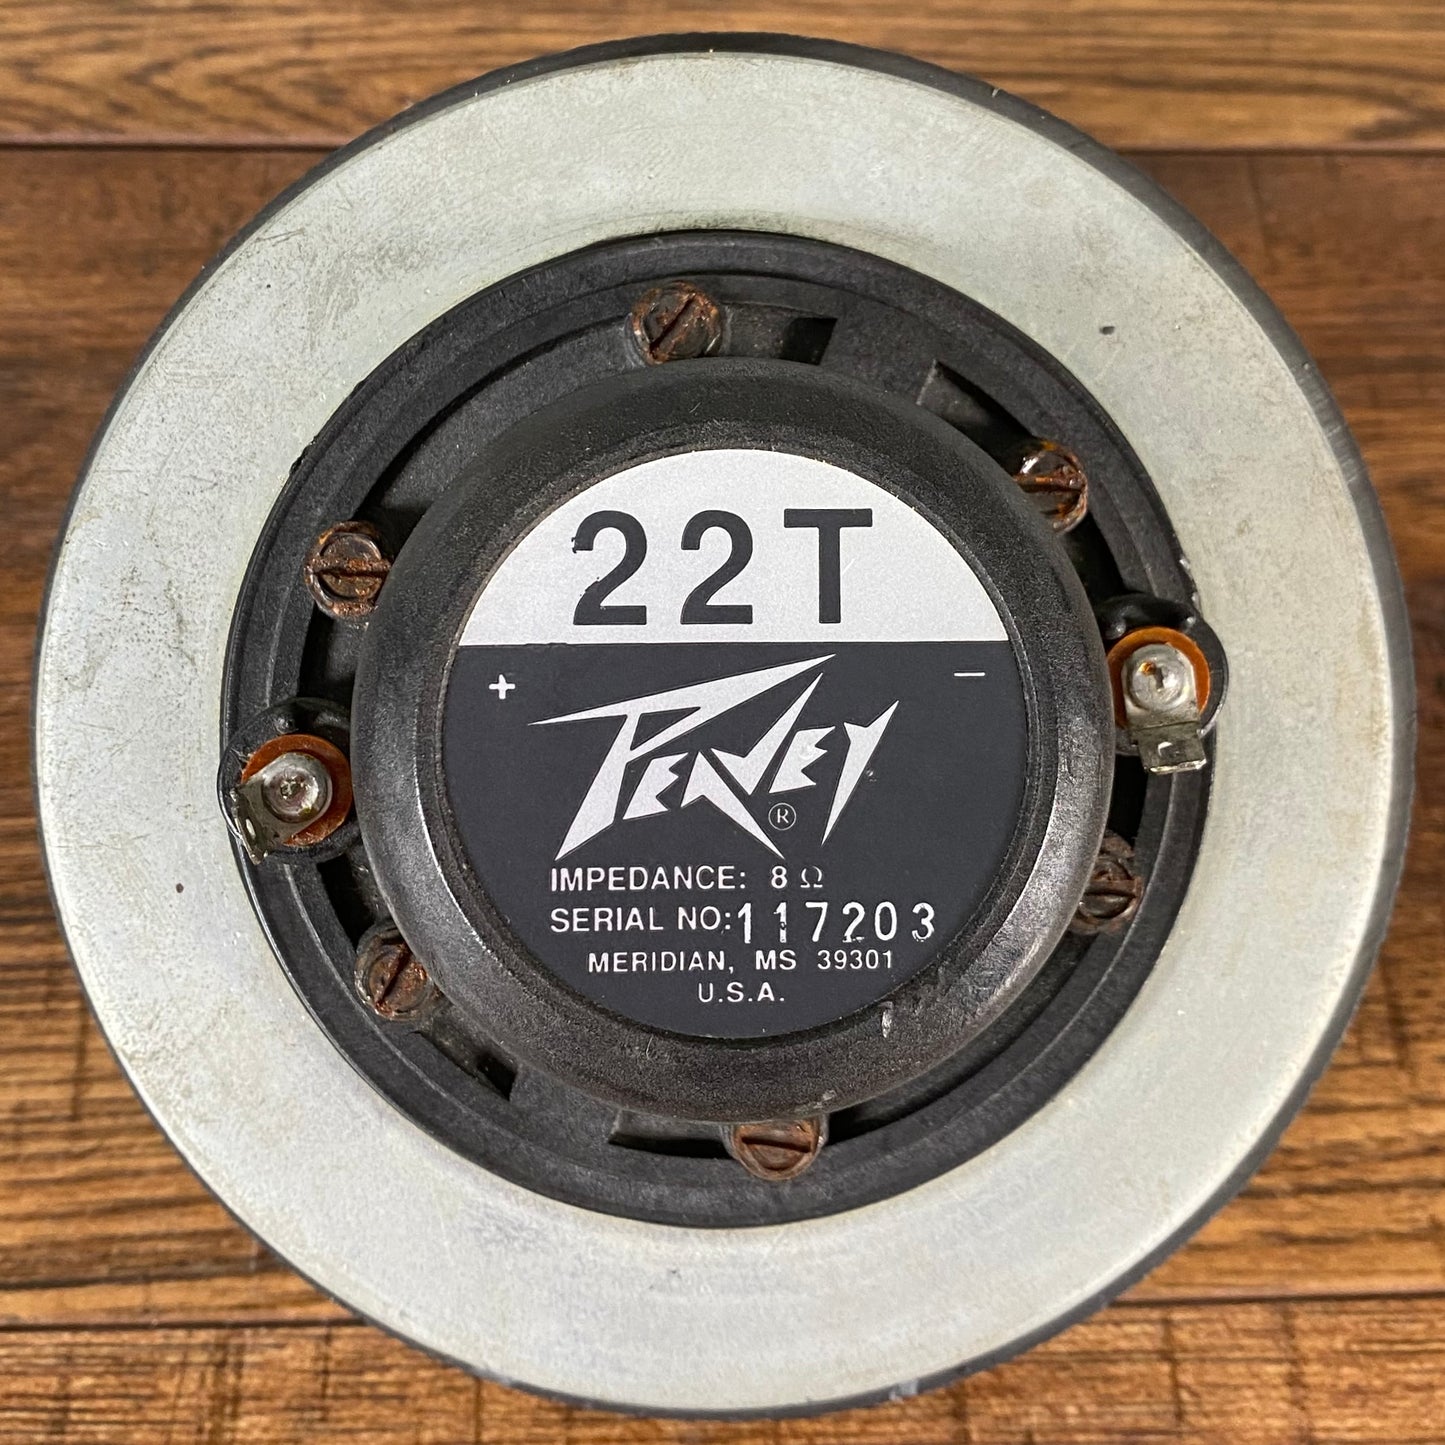 22T
+ −
PEAVEY®
IMPEDANCE: 8 Ω
SERIAL NO: 117203
MERIDIAN, MS 39301
U.S.A.